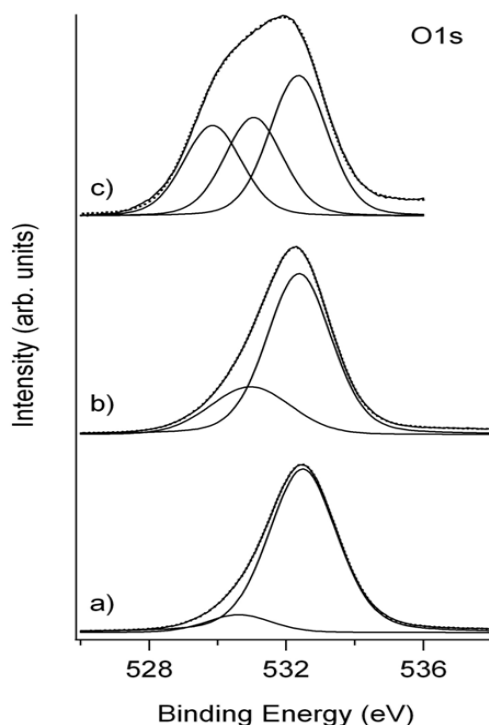 O1s
c)
b)
a)
Intensity (arb. units)
528 532 536
Binding Energy (eV)